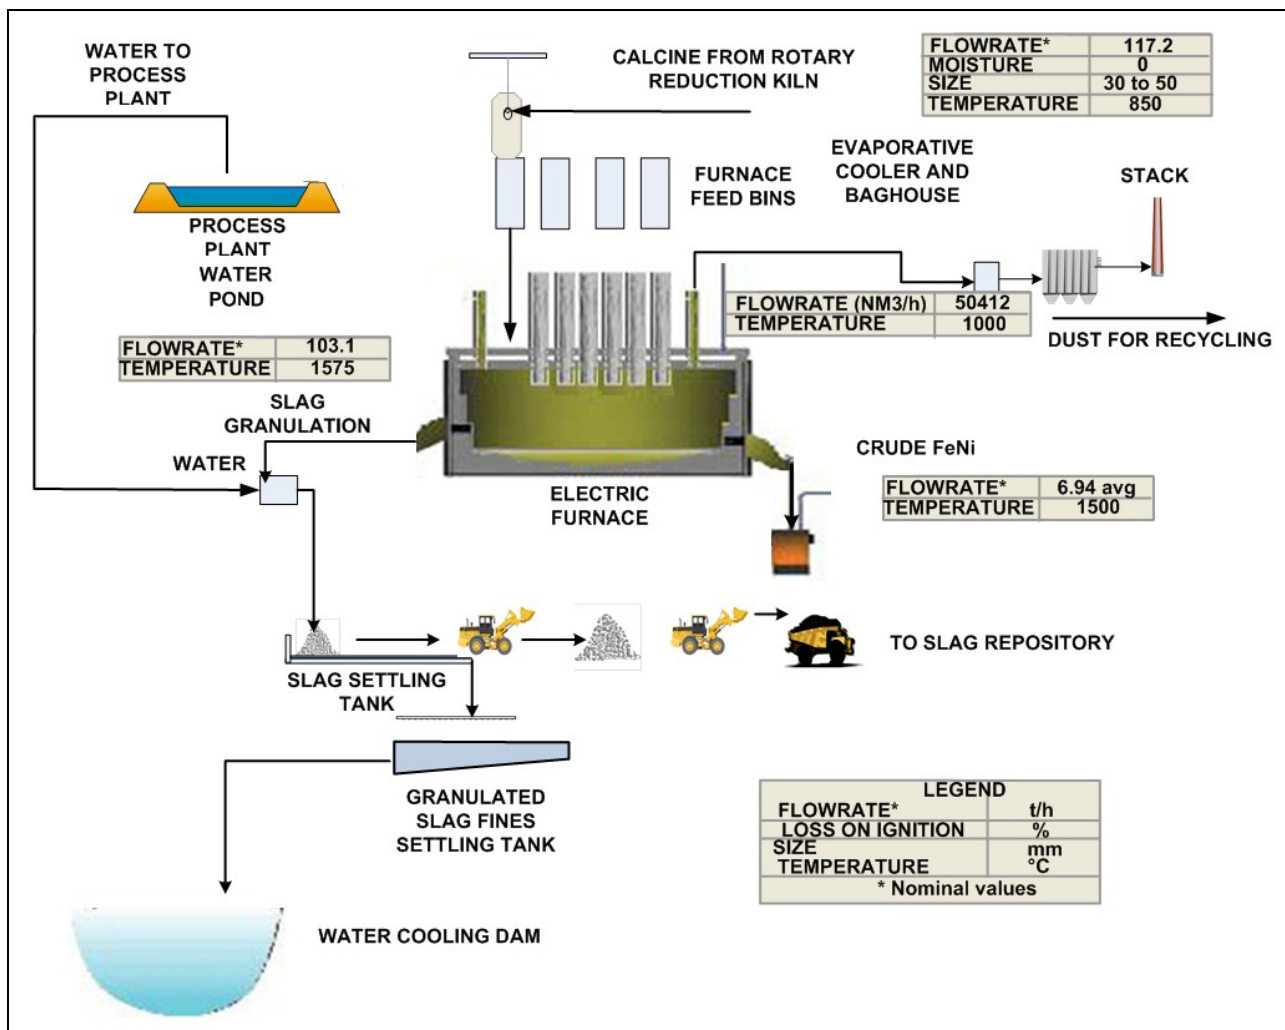 WATER TO
PROCESS
PLANT
CALCINE FROM ROTARY
REDUCTION KILN
FLOWRATE* 117.2
MOISTURE 0
SIZE 30 to 50
TEMPERATURE 850
FURNACE
FEED BINS
EVAPORATIVE
COOLER AND
BAGHOUSE
STACK
PROCESS
PLANT
WATER
POND
FLOWRATE (NM3/h) 50412
TEMPERATURE 1000
DUST FOR RECYCLING
FLOWRATE* 103.1
TEMPERATURE 1575
SLAG
GRANULATION
WATER
CRUDE FeNi
ELECTRIC
FURNACE
FLOWRATE* 6.94 avg
TEMPERATURE 1500
TO SLAG REPOSITORY
SLAG SETTLING
TANK
GRANULATED
SLAG FINES
SETTLING TANK
LEGEND
FLOWRATE* t/h
LOSS ON IGNITION %
SIZE mm
TEMPERATURE °C
* Nominal values
WATER COOLING DAM